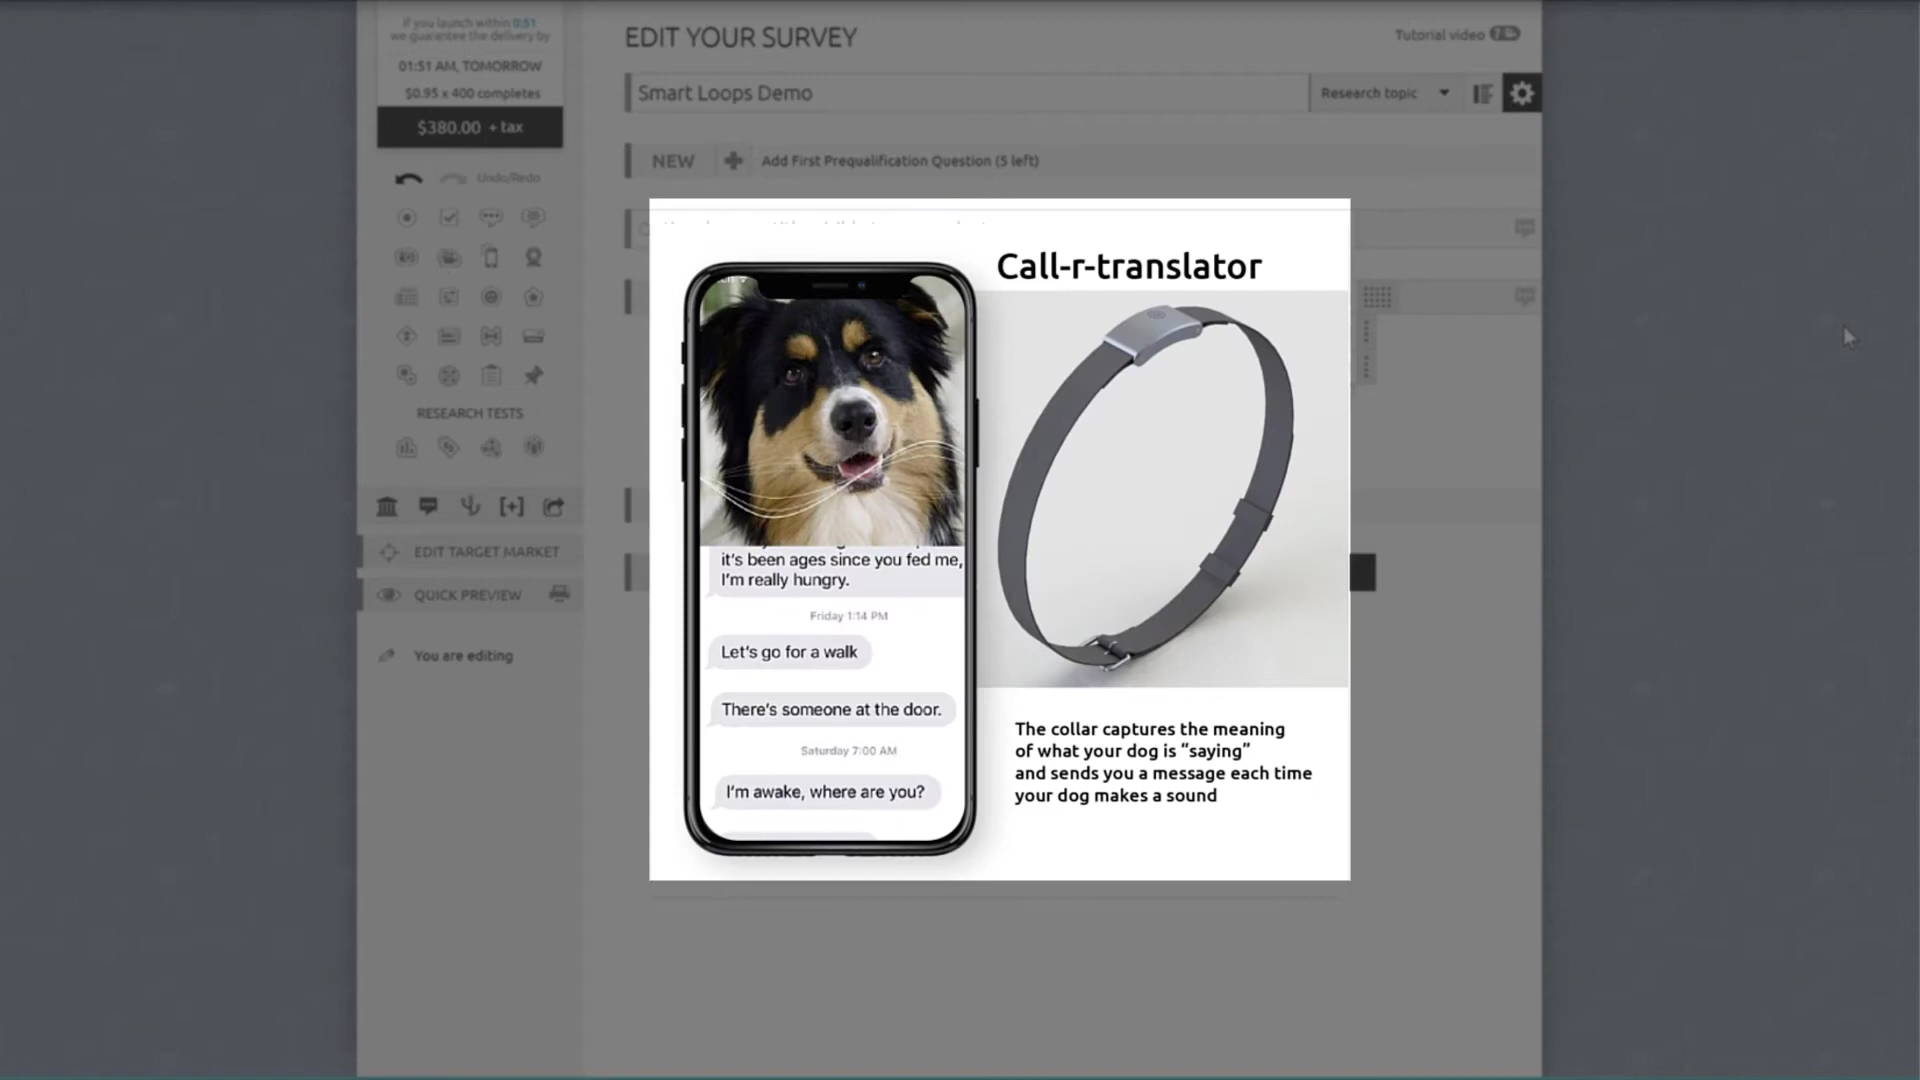 If you launch within 0:51
we guarantee the delivery by
01:51 AM, TOMORROW
$0.95 x 400 completes
$380.00 + tax
Undo/Redo
RESEARCH TESTS
EDIT TARGET MARKET
QUICK PREVIEW
You are editing
EDIT YOUR SURVEY
Tutorial video
Smart Loops Demo
Research topic
NEW
Add First Prequalification Question (5 left)
Call-r-translator
it's been ages since you fed me,
I'm really hungry.
Friday 1:14 PM
Let's go for a walk
There's someone at the door.
Saturday 7:00 AM
I'm awake, where are you?
The collar captures the meaning
of what your dog is “saying”
and sends you a message each time
your dog makes a sound